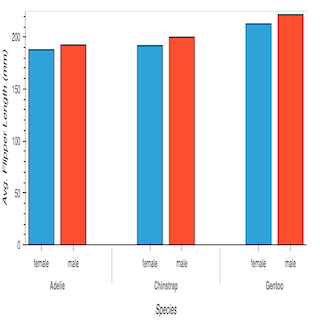 Avg. Flipper Length (mm)
200
150
100
50
0
female male female male female male
Adelie Chinstrap Gentoo
Species